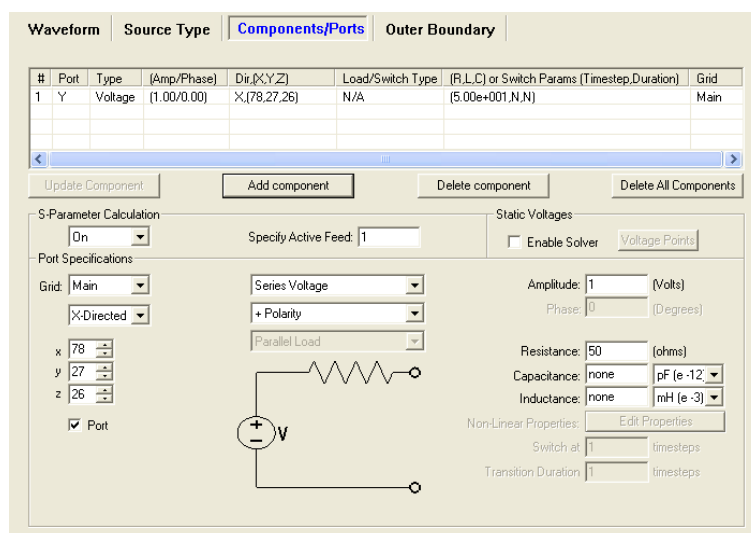 Waveform Source Type Components/Ports Outer Boundary
# Port Type (Amp/Phase) Dir,(X,Y,Z) Load/Switch Type (R,L,C) or Switch Params (Timestep,Duration) Grid
1 Y Voltage (1.00/0.00) X,(78,27,26) N/A (5.00e+001,N,N) Main
Update Component Add component Delete component Delete All Components
S-Parameter Calculation Static Voltages
On Specify Active Feed: 1 Enable Solver Voltage Points
Port Specifications
Grid: Main Series Voltage Amplitude: 1 (Volts)
X-Directed + Polarity Phase: 0 (Degrees)
x 78 Parallel Load Resistance: 50 (ohms)
y 27 Capacitance: none pF (e -12)
z 26 Inductance: none mH (e -3)
Port Non-Linear Properties: Edit Properties
V
Switch at 1 timesteps
Transition Duration 1 timesteps